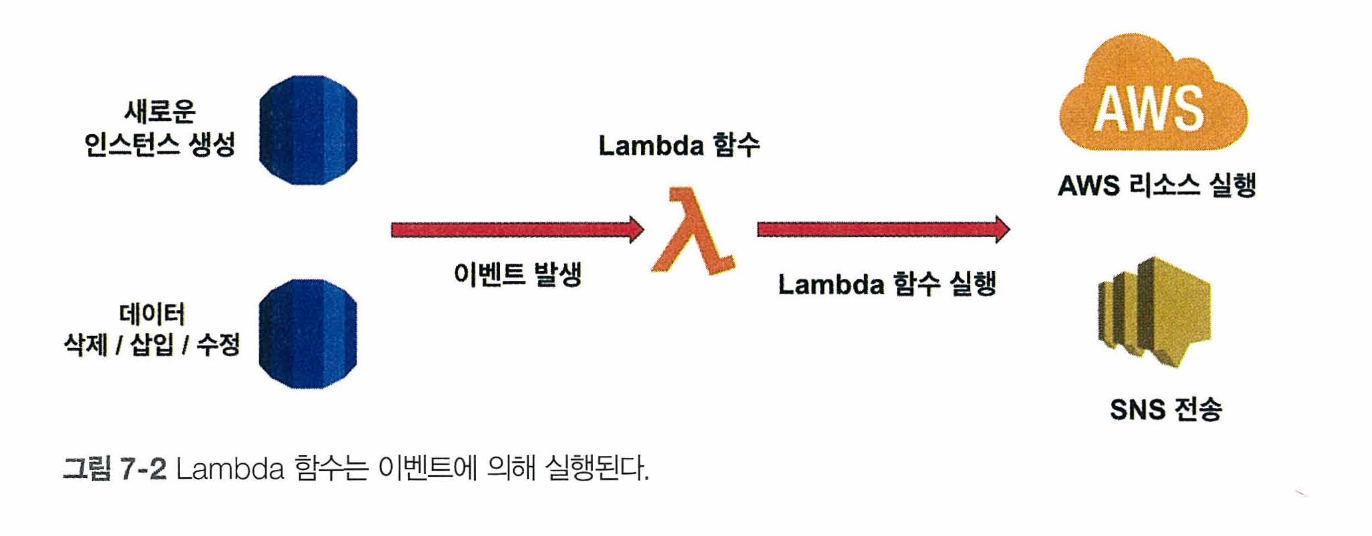 새로운
인스턴스 생성
데이터
삭제 / 삽입 / 수정
이벤트 발생
Lambda 함수
λ
Lambda 함수 실행
AWS
AWS 리소스 실행
SNS 전송
그림 7-2 Lambda 함수는 이벤트에 의해 실행된다.